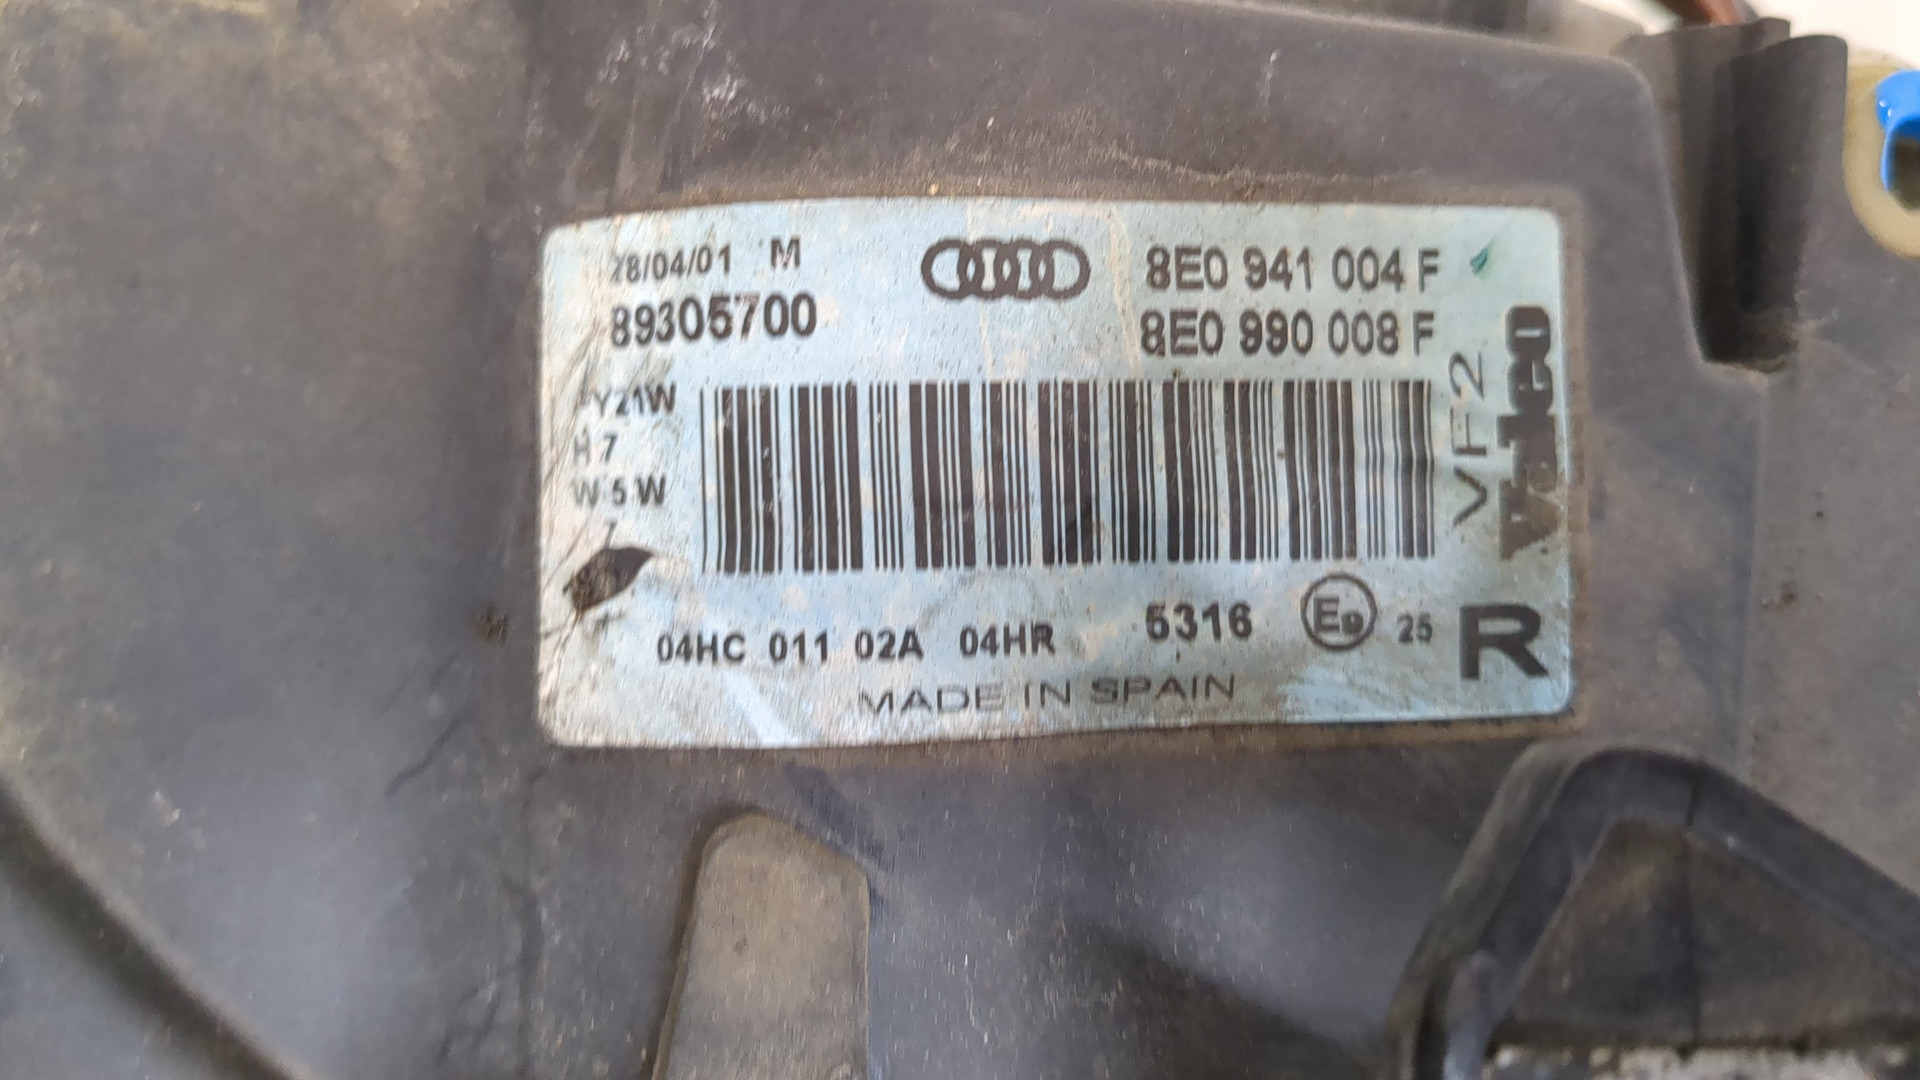 28/04/01 M
89305700
8E0 941 004 F
8E0 990 008 F
PY21W
H7
W5W
VF2
Valeo
04HC 011 02A 04HR 5316 E9 25
R
MADE IN SPAIN